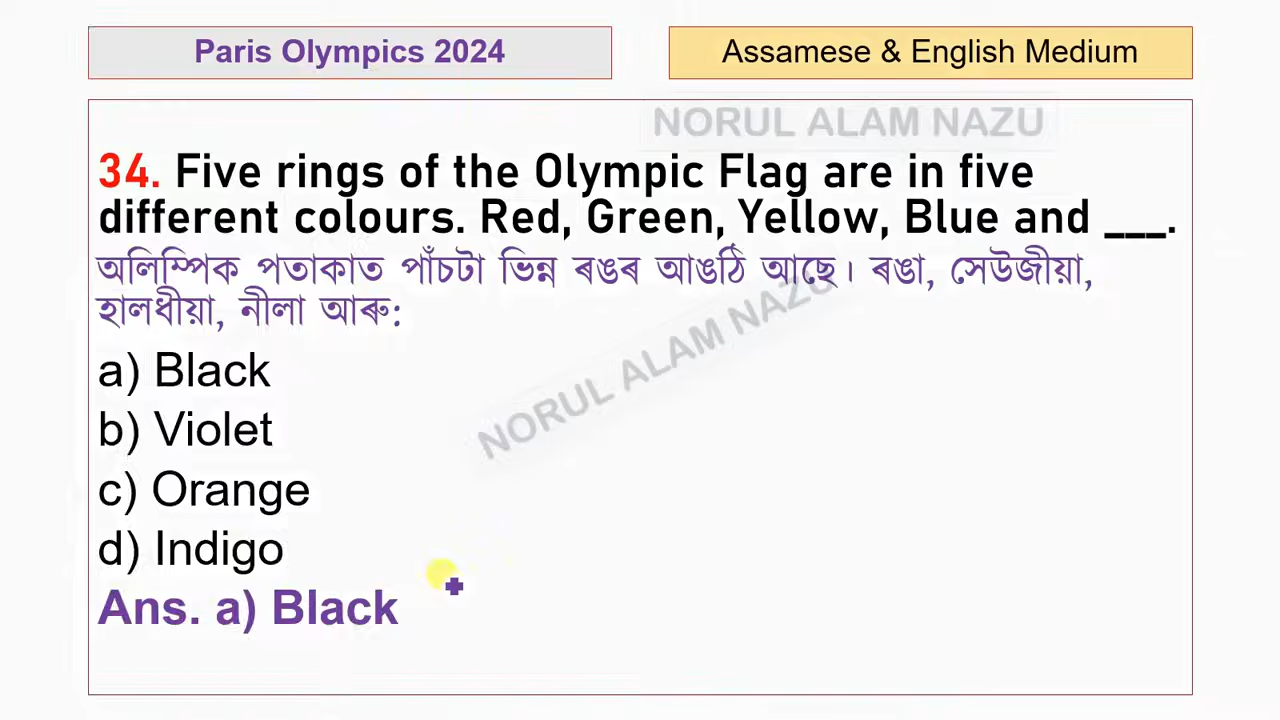 Paris Olympics 2024
Assamese & English Medium
NORUL ALAM NAZU
34. Five rings of the Olympic Flag are in five
different colours. Red, Green, Yellow, Blue and ___.
অলিম্পিক পতাকাত পাঁচটা ভিন্ন ৰঙৰ আঙঠি আছে। ৰঙা, সেউজীয়া,
হালধীয়া, নীলা আৰু:
NORUL ALAM NAZU
a) Black
b) Violet
c) Orange
d) Indigo
Ans. a) Black